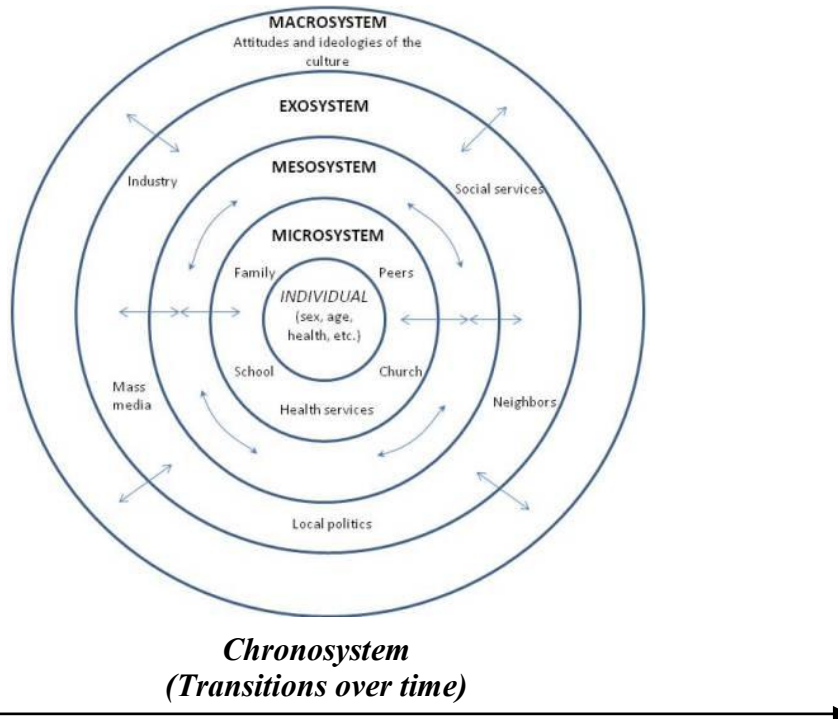 MACROSYSTEM
Attitudes and ideologies of the
culture
EXOSYSTEM
MESOSYSTEM
Industry
Social services
MICROSYSTEM
Family
Peers
INDIVIDUAL
(sex, age,
health, etc.)
School
Church
Mass
media
Health services
Neighbors
Local politics
Chronosystem
(Transitions over time)